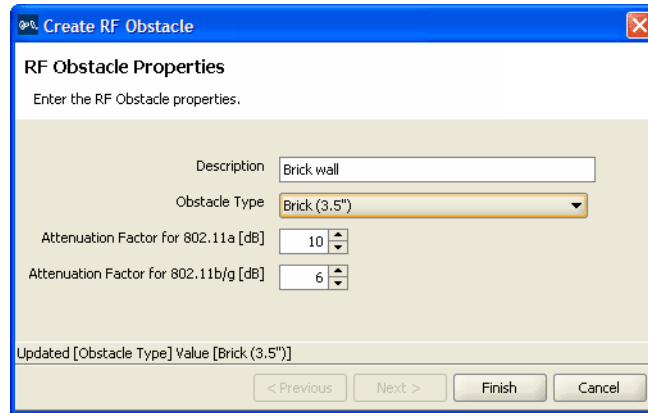 Create RF Obstacle
RF Obstacle Properties
Enter the RF Obstacle properties.
Description Brick wall
Obstacle Type Brick (3.5")
Attenuation Factor for 802.11a [dB] 10
Attenuation Factor for 802.11b/g [dB] 6
Updated [Obstacle Type] Value [Brick (3.5")]
< Previous Next > Finish Cancel